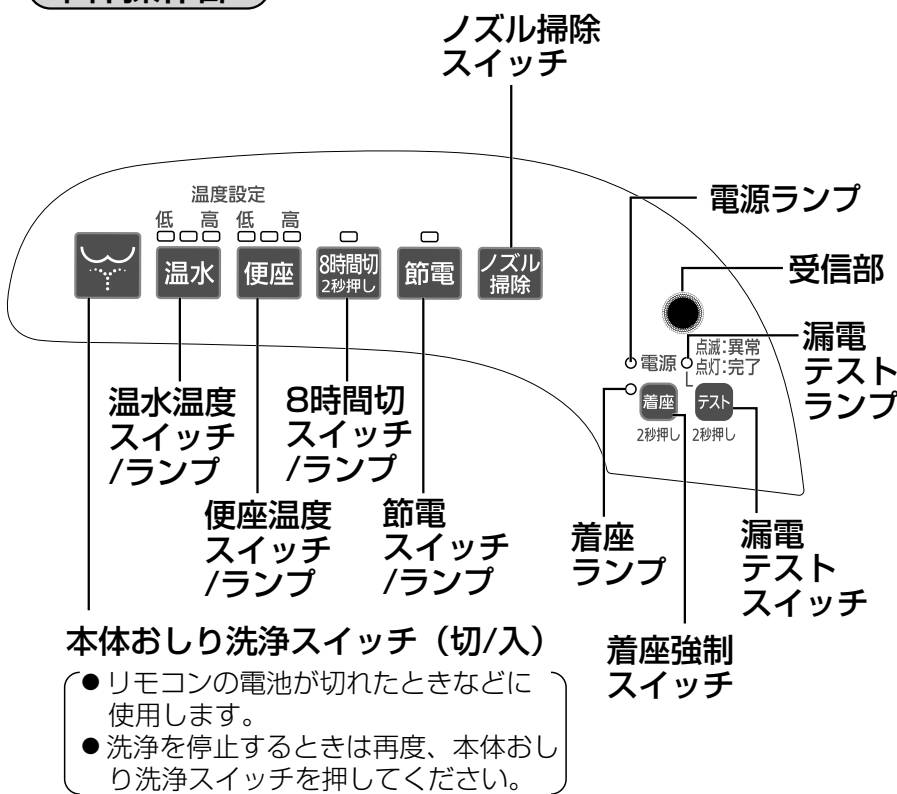 ノズル掃除
スイッチ
温度設定
低 高 低 高
温水
便座
8時間切
2秒押し
節電
ノズル
掃除
電源ランプ
受信部
漏電
テスト
ランプ
電源
点滅:異常
点灯:完了
着座
テスト
2秒押し
2秒押し
温水温度
スイッチ
/ランプ
8時間切
スイッチ
/ランプ
便座温度
スイッチ
/ランプ
節電
スイッチ
/ランプ
着座
ランプ
漏電
テスト
スイッチ
着座強制
スイッチ
本体おしり洗浄スイッチ（切/入）
●リモコンの電池が切れたときなどに
使用します。
●洗浄を停止するときは再度、本体おし
り洗浄スイッチを押してください。